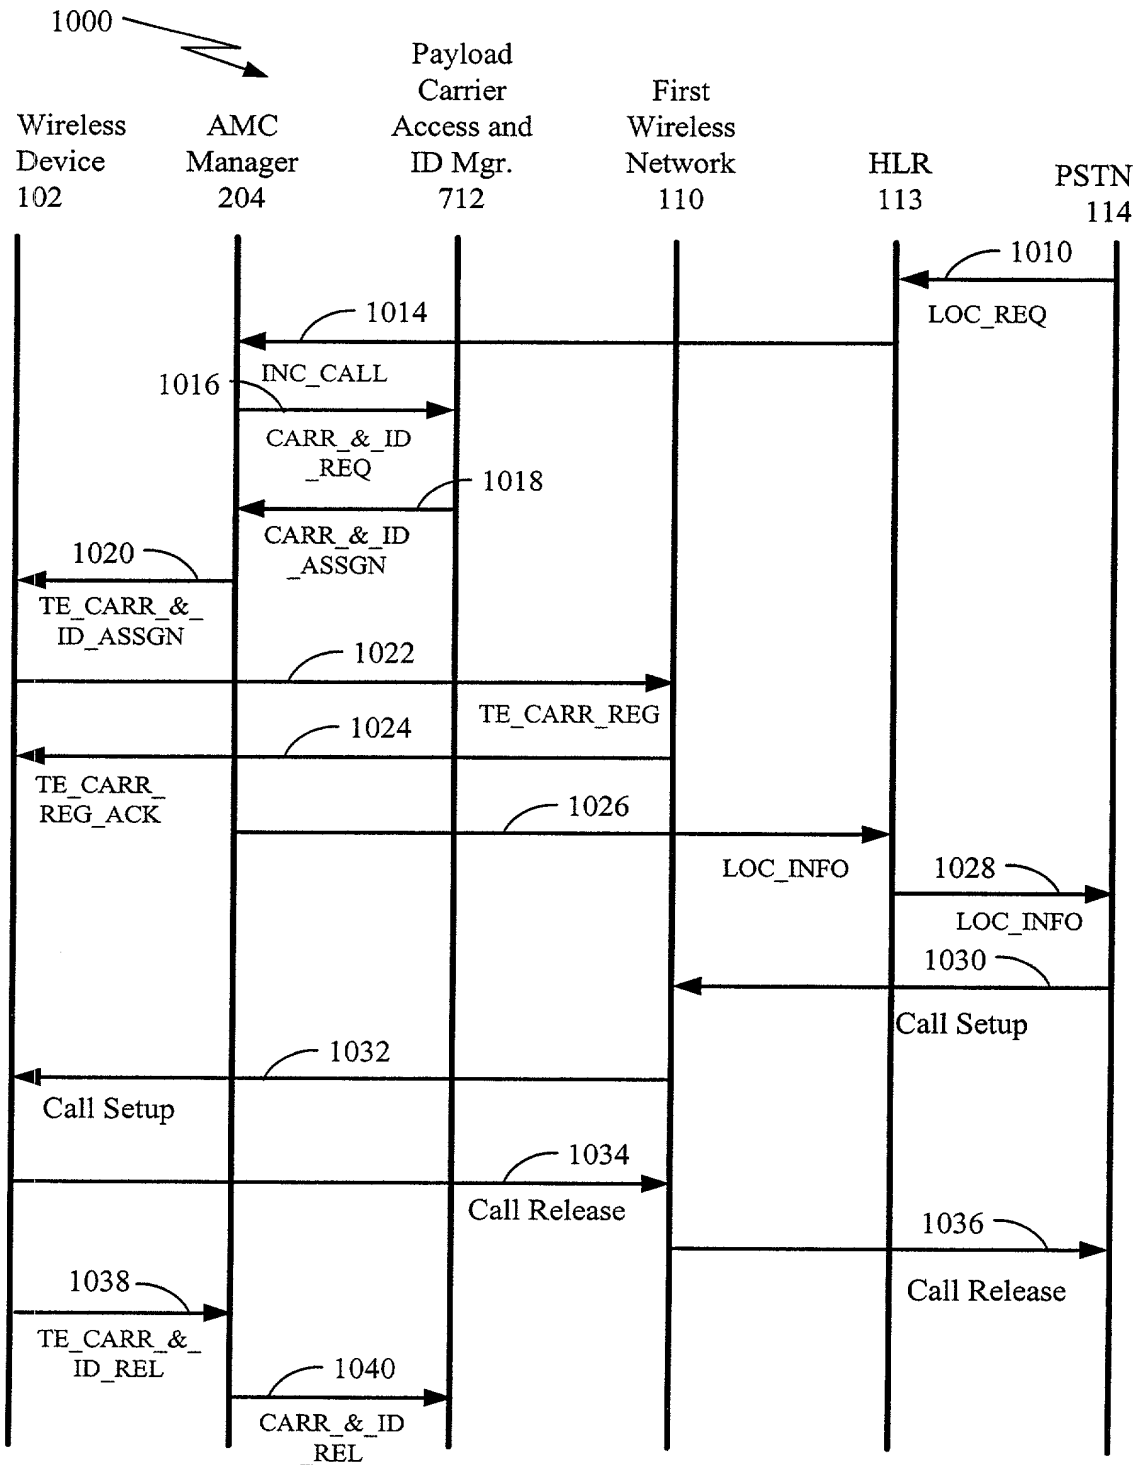 1000
Wireless
Device
102
AMC
Manager
204
Payload
Carrier
Access and
ID Mgr.
712
First
Wireless
Network
110
HLR
113
PSTN
114
1010
LOC_REQ
1014
INC_CALL
1016
CARR_&_ID
_REQ
1018
CARR_&_ID
_ASSGN
1020
TE_CARR_&_
ID_ASSGN
1022
TE_CARR_REG
1024
TE_CARR_
REG_ACK
1026
LOC_INFO
1028
LOC_INFO
1030
Call Setup
1032
Call Setup
1034
Call Release
1036
Call Release
1038
TE_CARR_&_
ID_REL
1040
CARR_&_ID
_REL